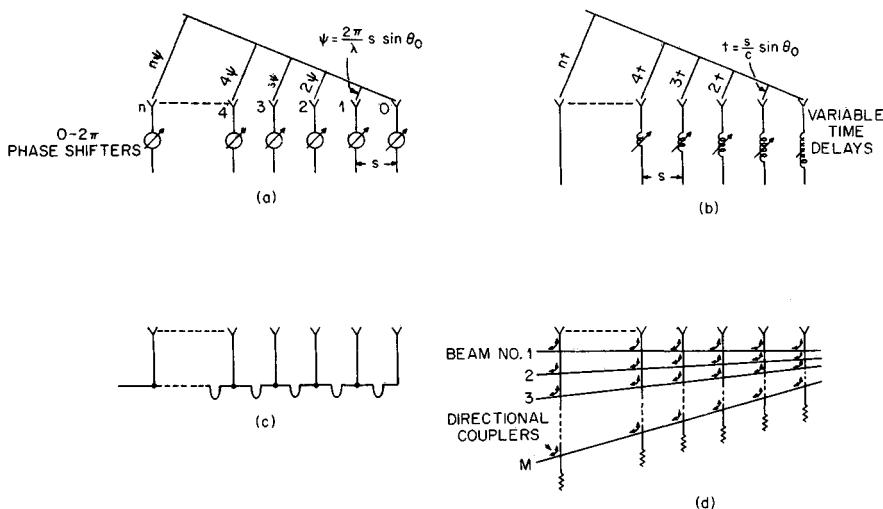 ψ = 2π/λ s sin θ₀
nψ
4ψ
3ψ
2ψ
n
4
3
2
1
0
0–2π
PHASE SHIFTERS
s
(a)
t = s/c sin θ₀
nt
4t
3t
2t
VARIABLE
TIME
DELAYS
s
(b)
(c)
BEAM NO. 1
2
3
DIRECTIONAL
COUPLERS
M
(d)